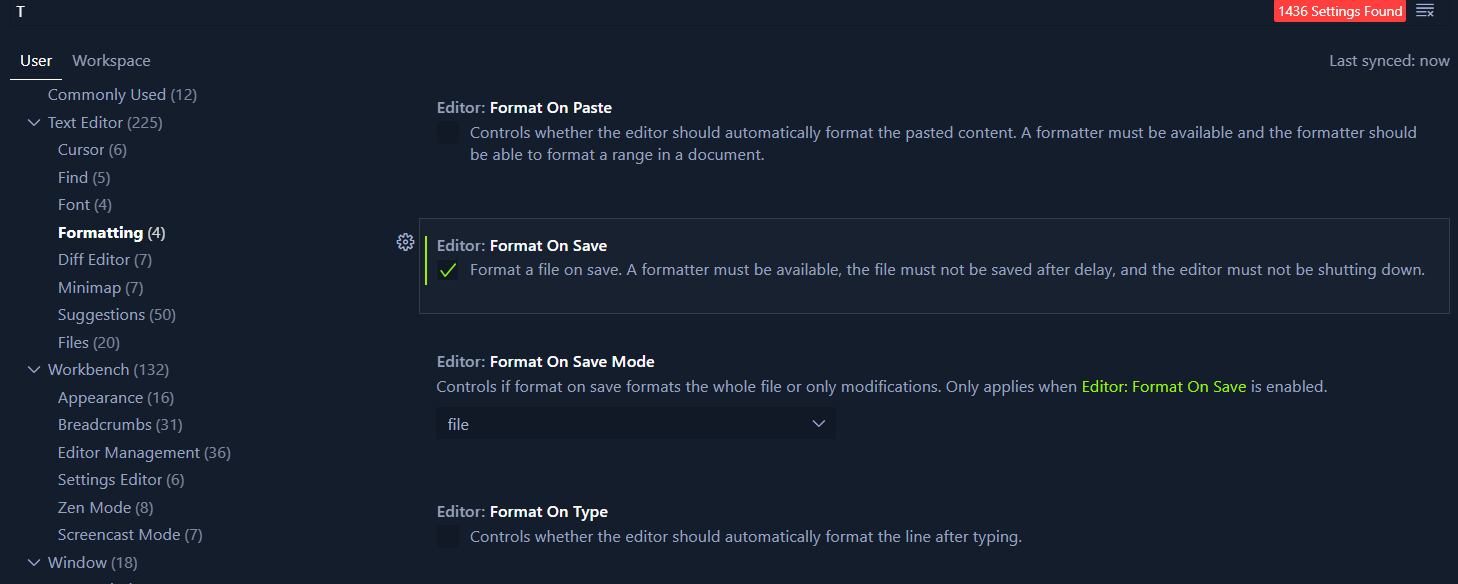 T
1436 Settings Found
User Workspace
Last synced: now
Commonly Used (12)
Text Editor (225)
Cursor (6)
Find (5)
Font (4)
Formatting (4)
Diff Editor (7)
Minimap (7)
Suggestions (50)
Files (20)
Workbench (132)
Appearance (16)
Breadcrumbs (31)
Editor Management (36)
Settings Editor (6)
Zen Mode (8)
Screencast Mode (7)
Window (18)
Editor: Format On Paste
Controls whether the editor should automatically format the pasted content. A formatter must be available and the formatter should
be able to format a range in a document.
Editor: Format On Save
Format a file on save. A formatter must be available, the file must not be saved after delay, and the editor must not be shutting down.
Editor: Format On Save Mode
Controls if format on save formats the whole file or only modifications. Only applies when Editor: Format On Save is enabled.
file
Editor: Format On Type
Controls whether the editor should automatically format the line after typing.